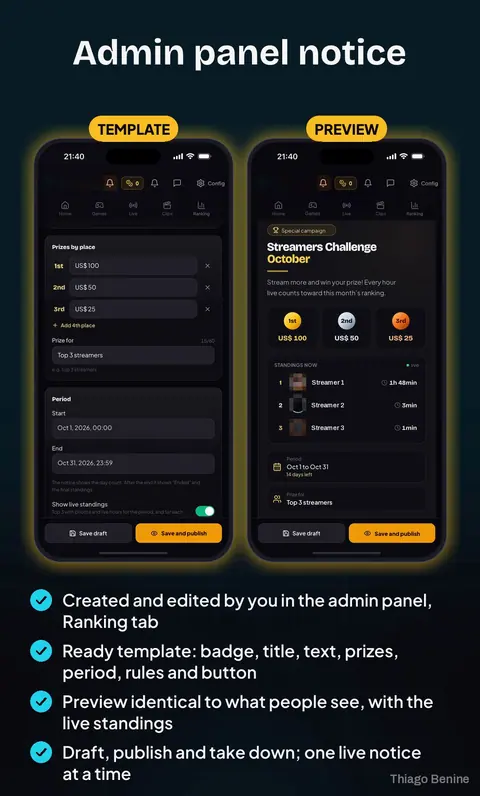 Admin panel notice
TEMPLATE
21:40
0
Config
Home
Games
Live
Clips
Ranking
Prizes by place
1st US$ 100
2nd US$ 50
3rd US$ 25
+ Add 4th place
Prize for
Top 3 streamers
e.g. Top 3 streamers
Period
Start
Oct 1, 2026, 00:00
End
Oct 31, 2026, 23:59
Show live standings
Save draft
Save and publish
PREVIEW
21:40
0
Config
Home
Games
Live
Clips
Ranking
Special campaign
Streamers Challenge
October
Stream more and win your prize! Every hour
live counts toward this month's ranking.
1st
2nd
3rd
US$ 100
US$ 50
US$ 25
STANDINGS NOW
1 Streamer 1 1h 48min
2 Streamer 2 3min
3 Streamer 3 1min
Period
Oct 1 to Oct 31
14 days left
Prize for
Top 3 streamers
Save draft
Save and publish
Created and edited by you in the admin panel,
Ranking tab
Ready template: badge, title, text, prizes,
period, rules and button
Preview identical to what people see, with the
live standings
Draft, publish and take down; one live notice
at a time
Thiago Benine